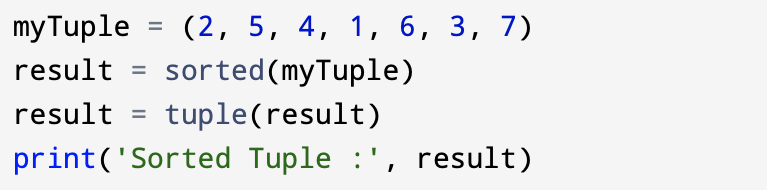 myTuple = (2, 5, 4, 1, 6, 3, 7)
result = sorted(myTuple)
result = tuple(result)
print('Sorted Tuple :', result)